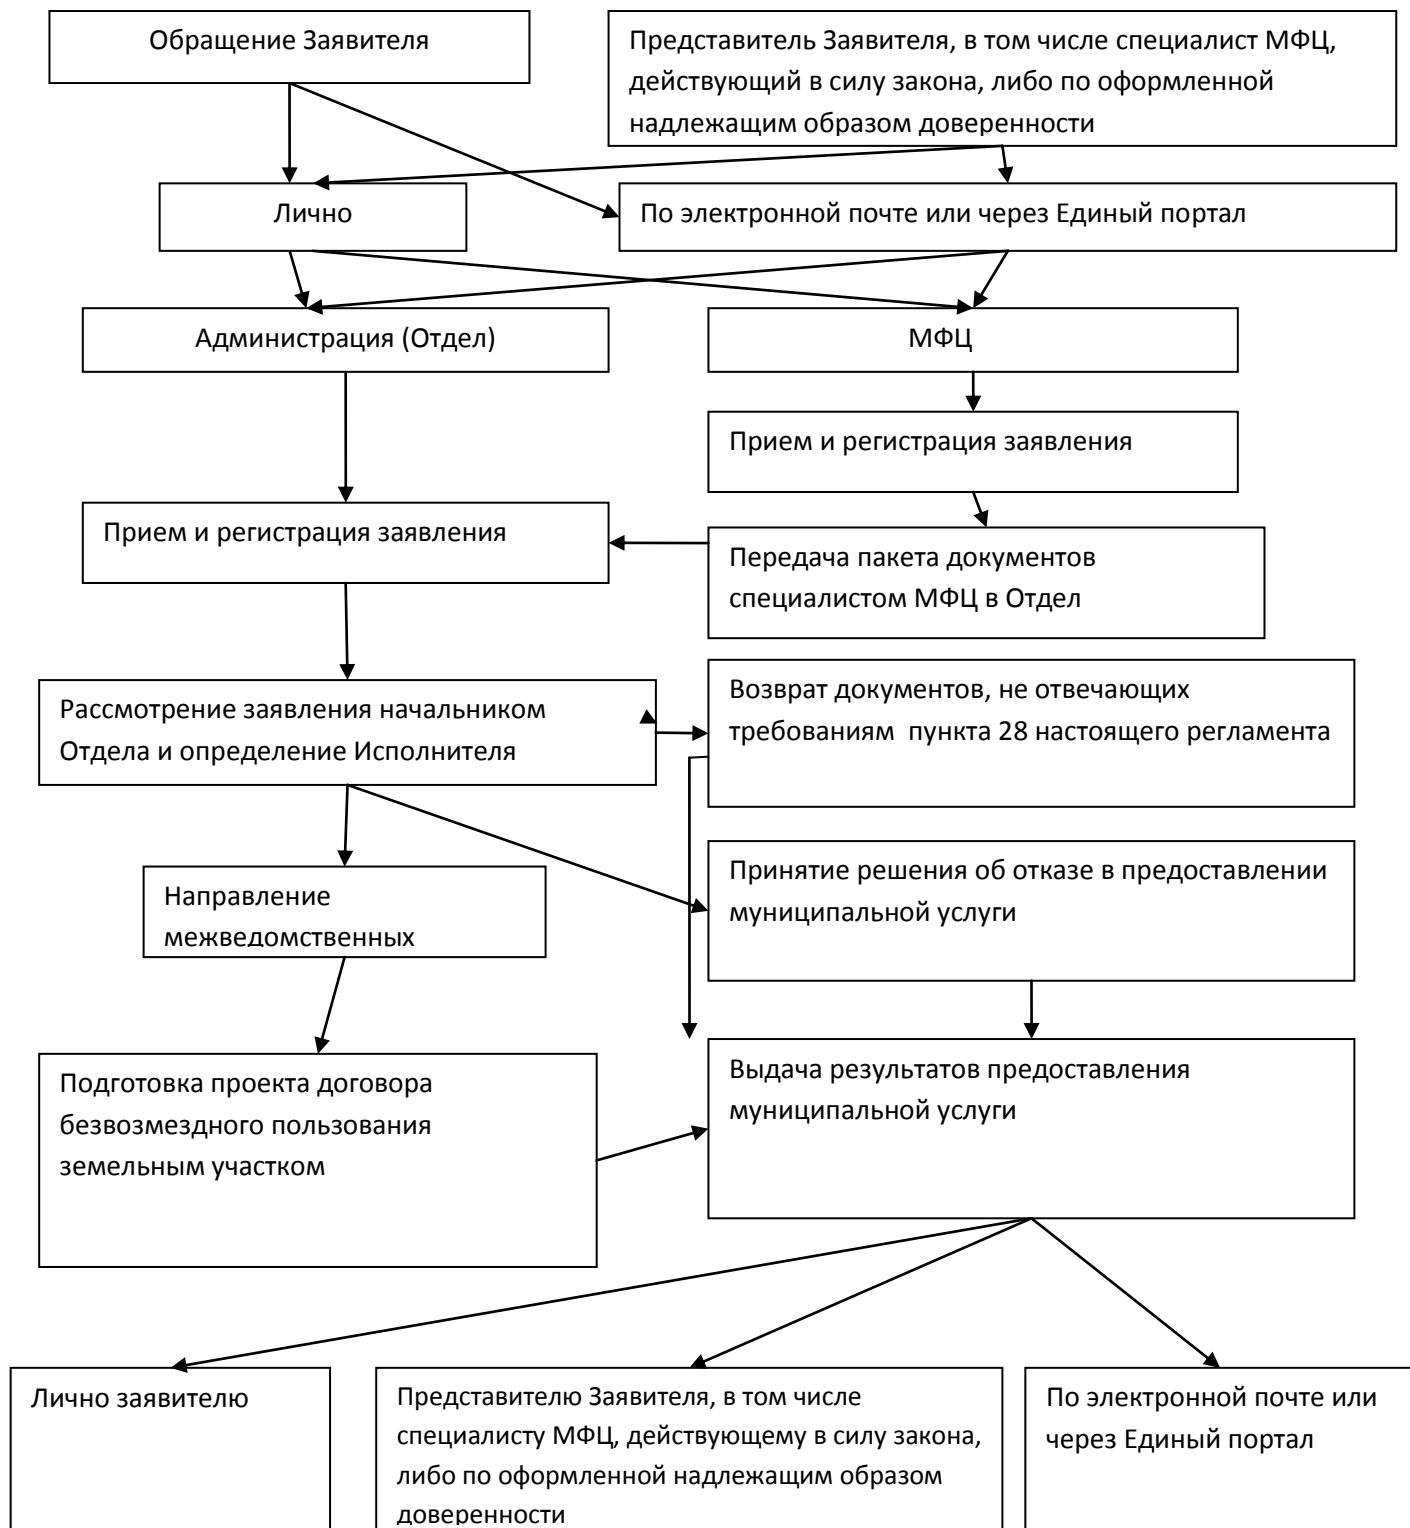 Обращение Заявителя
Представитель Заявителя, в том числе специалист МФЦ,
действующий в силу закона, либо по оформленной
надлежащим образом доверенности
Лично
По электронной почте или через Единый портал
Администрация (Отдел)
МФЦ
Прием и регистрация заявления
Прием и регистрация заявления
Передача пакета документов
специалистом МФЦ в Отдел
Рассмотрение заявления начальником
Отдела и определение Исполнителя
Возврат документов, не отвечающих
требованиям пункта 28 настоящего регламента
Принятие решения об отказе в предоставлении
муниципальной услуги
Направление
межведомственных
Подготовка проекта договора
безвозмездного пользования
земельным участком
Выдача результатов предоставления
муниципальной услуги
Лично заявителю
Представителю Заявителя, в том числе
специалисту МФЦ, действующему в силу закона,
либо по оформленной надлежащим образом
доверенности
По электронной почте или
через Единый портал